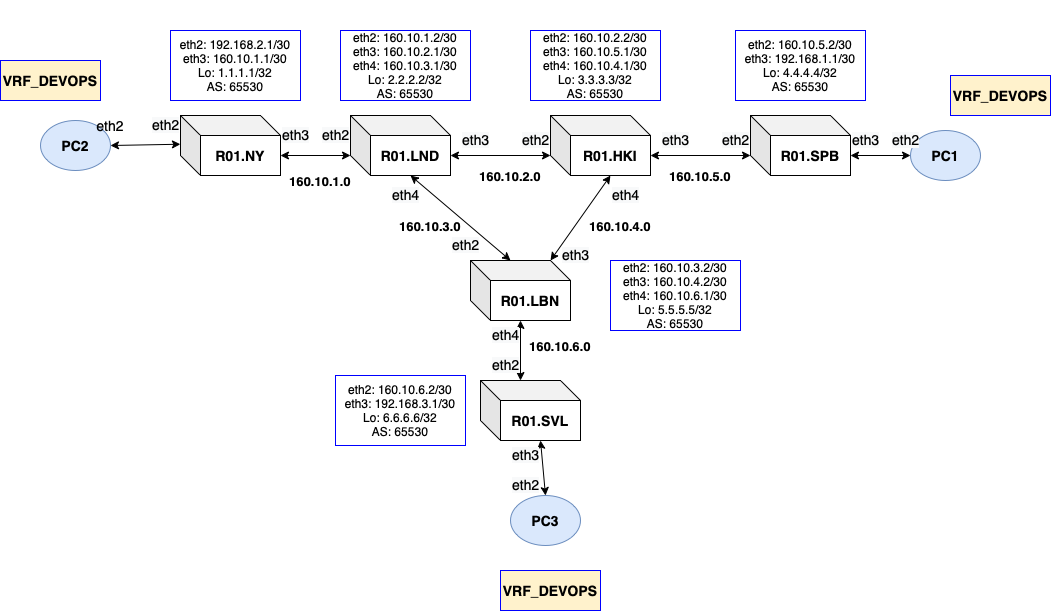 eth2: 192.168.2.1/30
eth3: 160.10.1.1/30
Lo: 1.1.1.1/32
AS: 65530
eth2: 160.10.1.2/30
eth3: 160.10.2.1/30
eth4: 160.10.3.1/30
Lo: 2.2.2.2/32
AS: 65530
eth2: 160.10.2.2/30
eth3: 160.10.5.1/30
eth4: 160.10.4.1/30
Lo: 3.3.3.3/32
AS: 65530
eth2: 160.10.5.2/30
eth3: 192.168.1.1/30
Lo: 4.4.4.4/32
AS: 65530
VRF_DEVOPS
VRF_DEVOPS
PC2
eth2
eth2
R01.NY
eth3
eth2
R01.LND
eth3
eth2
R01.HKI
eth3
eth2
R01.SPB
eth3
eth2
PC1
160.10.1.0
160.10.2.0
160.10.5.0
eth4
eth4
160.10.3.0
160.10.4.0
eth2
eth3
R01.LBN
eth2: 160.10.3.2/30
eth3: 160.10.4.2/30
eth4: 160.10.6.1/30
Lo: 5.5.5.5/32
AS: 65530
eth4
160.10.6.0
eth2
eth2: 160.10.6.2/30
eth3: 192.168.3.1/30
Lo: 6.6.6.6/32
AS: 65530
R01.SVL
eth3
eth2
PC3
VRF_DEVOPS